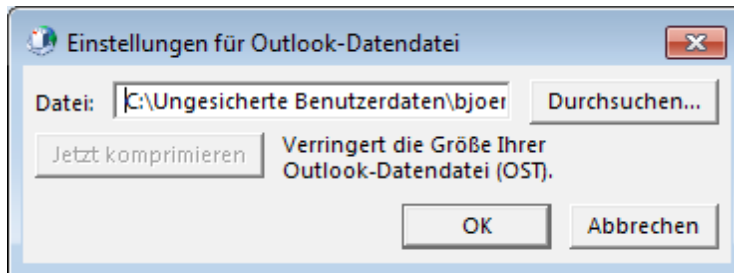 Einstellungen für Outlook-Datendatei
Datei: C:\Ungesicherte Benutzerdaten\bjoer Durchsuchen...
Jetzt komprimieren Verringert die Größe Ihrer
Outlook-Datendatei (OST).
OK Abbrechen